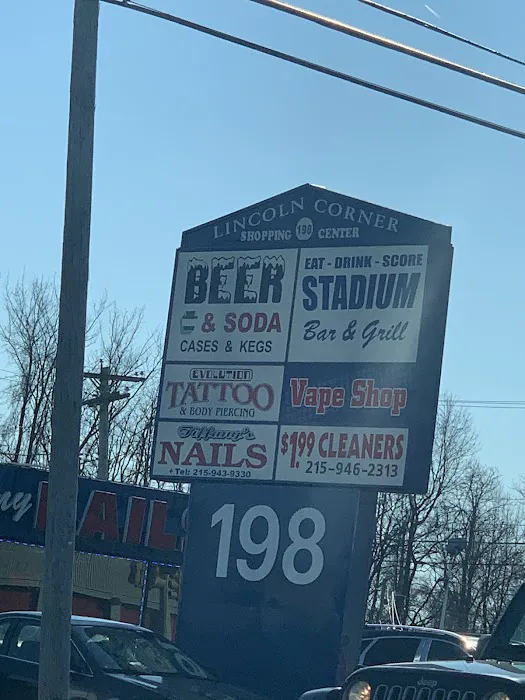 LINCOLN CORNER
SHOPPING 198 CENTER
BEER
& SODA
CASES & KEGS
EAT - DRINK - SCORE
STADIUM
Bar & Grill
EVOLUTION
TATTOO
& BODY PIERCING
Vape Shop
Tiffany's
NAILS
Tel: 215-943-9330
$1.99 CLEANERS
215-946-2313
198
NAIL
Jeep